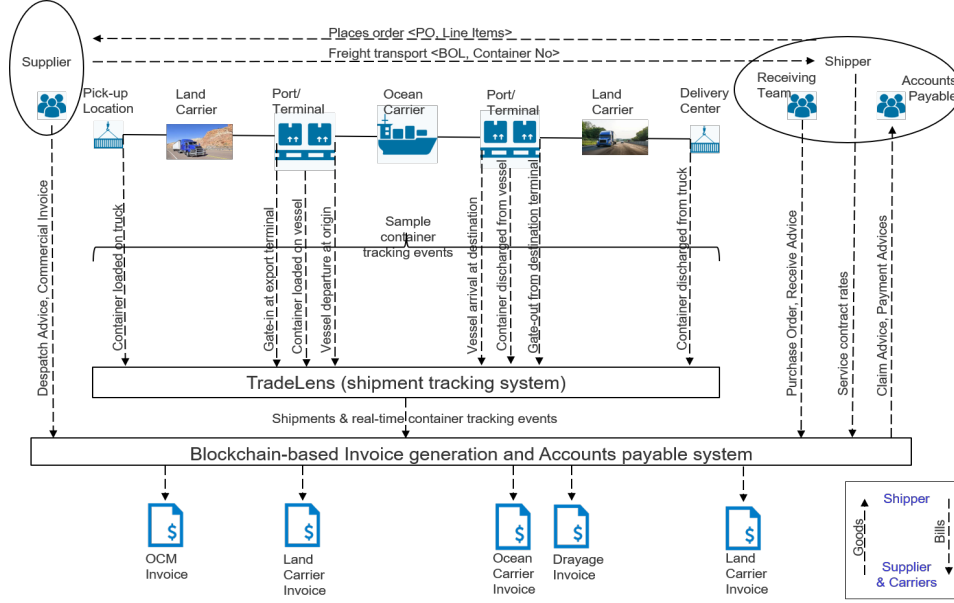 Places order <PO, Line Items>
Freight transport <BOL, Container No>
Supplier
Shipper
Receiving
Team
Accounts
Payable
Pick-up
Location
Land
Carrier
Port/
Terminal
Ocean
Carrier
Port/
Terminal
Land
Carrier
Delivery
Center
Despatch Advice, Commercial Invoice
Container loaded on truck
Gate-in at export terminal
Container loaded on vessel
Vessel departure at origin
Sample
container
tracking events
Vessel arrival at destination
Container discharged from vessel
Gate-out from destination terminal
Container discharged from truck
Purchase Order, Receive Advice
Service contract rates
Claim Advice, Payment Advices
TradeLens (shipment tracking system)
Shipments & real-time container tracking events
Blockchain-based Invoice generation and Accounts payable system
$
$
$
$
$
OCM
Invoice
Land
Carrier
Invoice
Ocean
Carrier
Invoice
Drayage
Invoice
Land
Carrier
Invoice
Shipper
Goods
Bills
Supplier
& Carriers